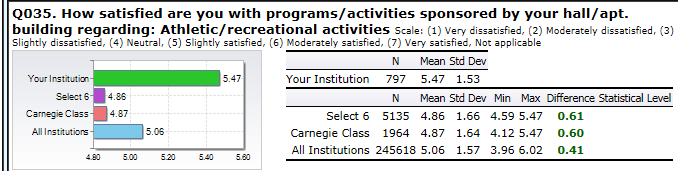 Q035. How satisfied are you with programs/activities sponsored by your hall/apt.
building regarding: Athletic/recreational activities Scale: (1) Very dissatisfied, (2) Moderately dissatisfied, (3)
Slightly dissatisfied, (4) Neutral, (5) Slightly satisfied, (6) Moderately satisfied, (7) Very satisfied, Not applicable
Your Institution 5.47
Select 6 4.86
Carnegie Class 4.87
All Institutions 5.06
4.80 5.00 5.20 5.40 5.60
N Mean Std Dev
Your Institution 797 5.47 1.53
N Mean Std Dev Min Max Difference Statistical Level
Select 6 5135 4.86 1.66 4.59 5.47 0.61
Carnegie Class 1964 4.87 1.64 4.12 5.47 0.60
All Institutions 245618 5.06 1.57 3.96 6.02 0.41